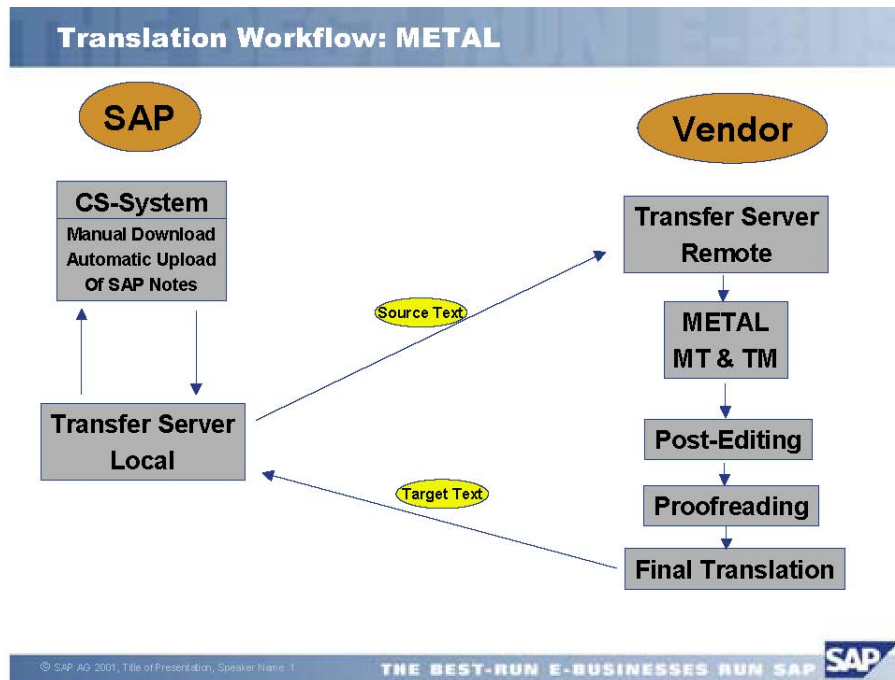 Translation Workflow: METAL
SAP
Vendor
CS-System
Manual Download
Automatic Upload
Of SAP Notes
Transfer Server
Remote
Source Text
METAL
MT & TM
Transfer Server
Local
Post-Editing
Target Text
Proofreading
Final Translation
© SAP AG 2001, Title of Presentation, Speaker Name 1
THE BEST-RUN E-BUSINESSES RUN SAP
SAP